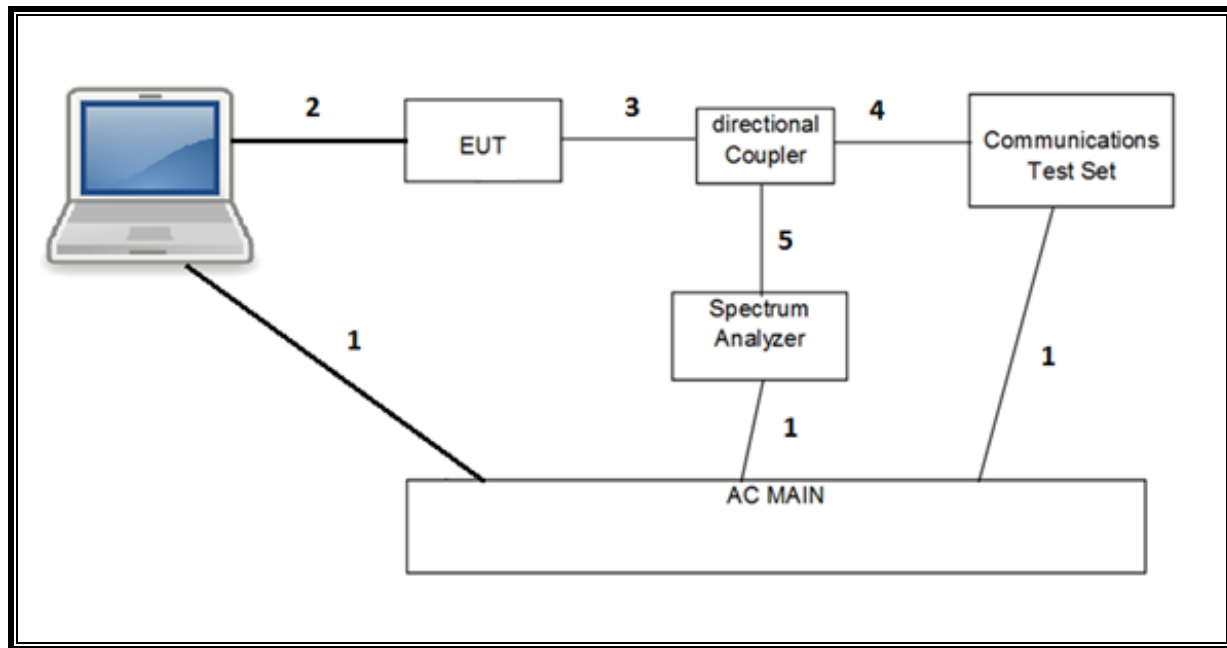 2
EUT
3
directional
Coupler
4
Communications
Test Set
5
Spectrum
Analyzer
1
1
1
AC MAIN